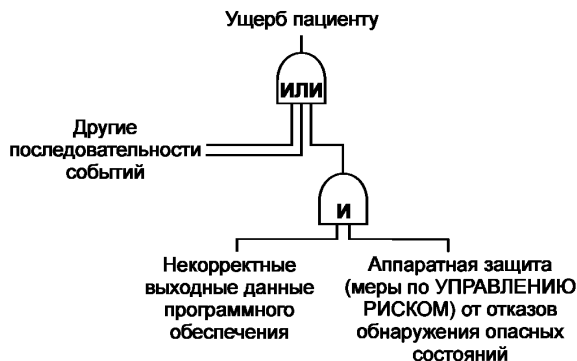 Ущерб пациенту
ИЛИ
Другие
последовательности
событий
И
Некорректные
выходные данные
программного
обеспечения
Аппаратная защита
(меры по УПРАВЛЕНИЮ
РИСКОМ) от отказов
обнаружения опасных
состояний